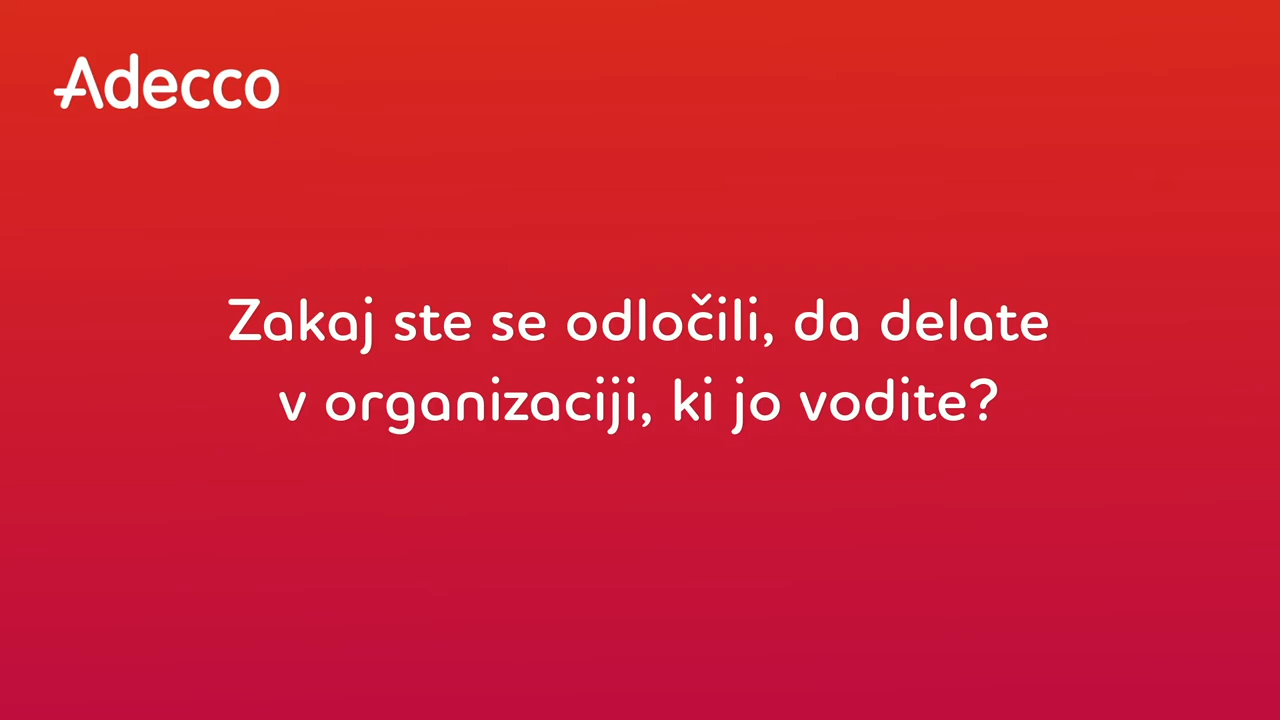 Adecco
Zakaj ste se odločili, da delate
v organizaciji, ki jo vodite?